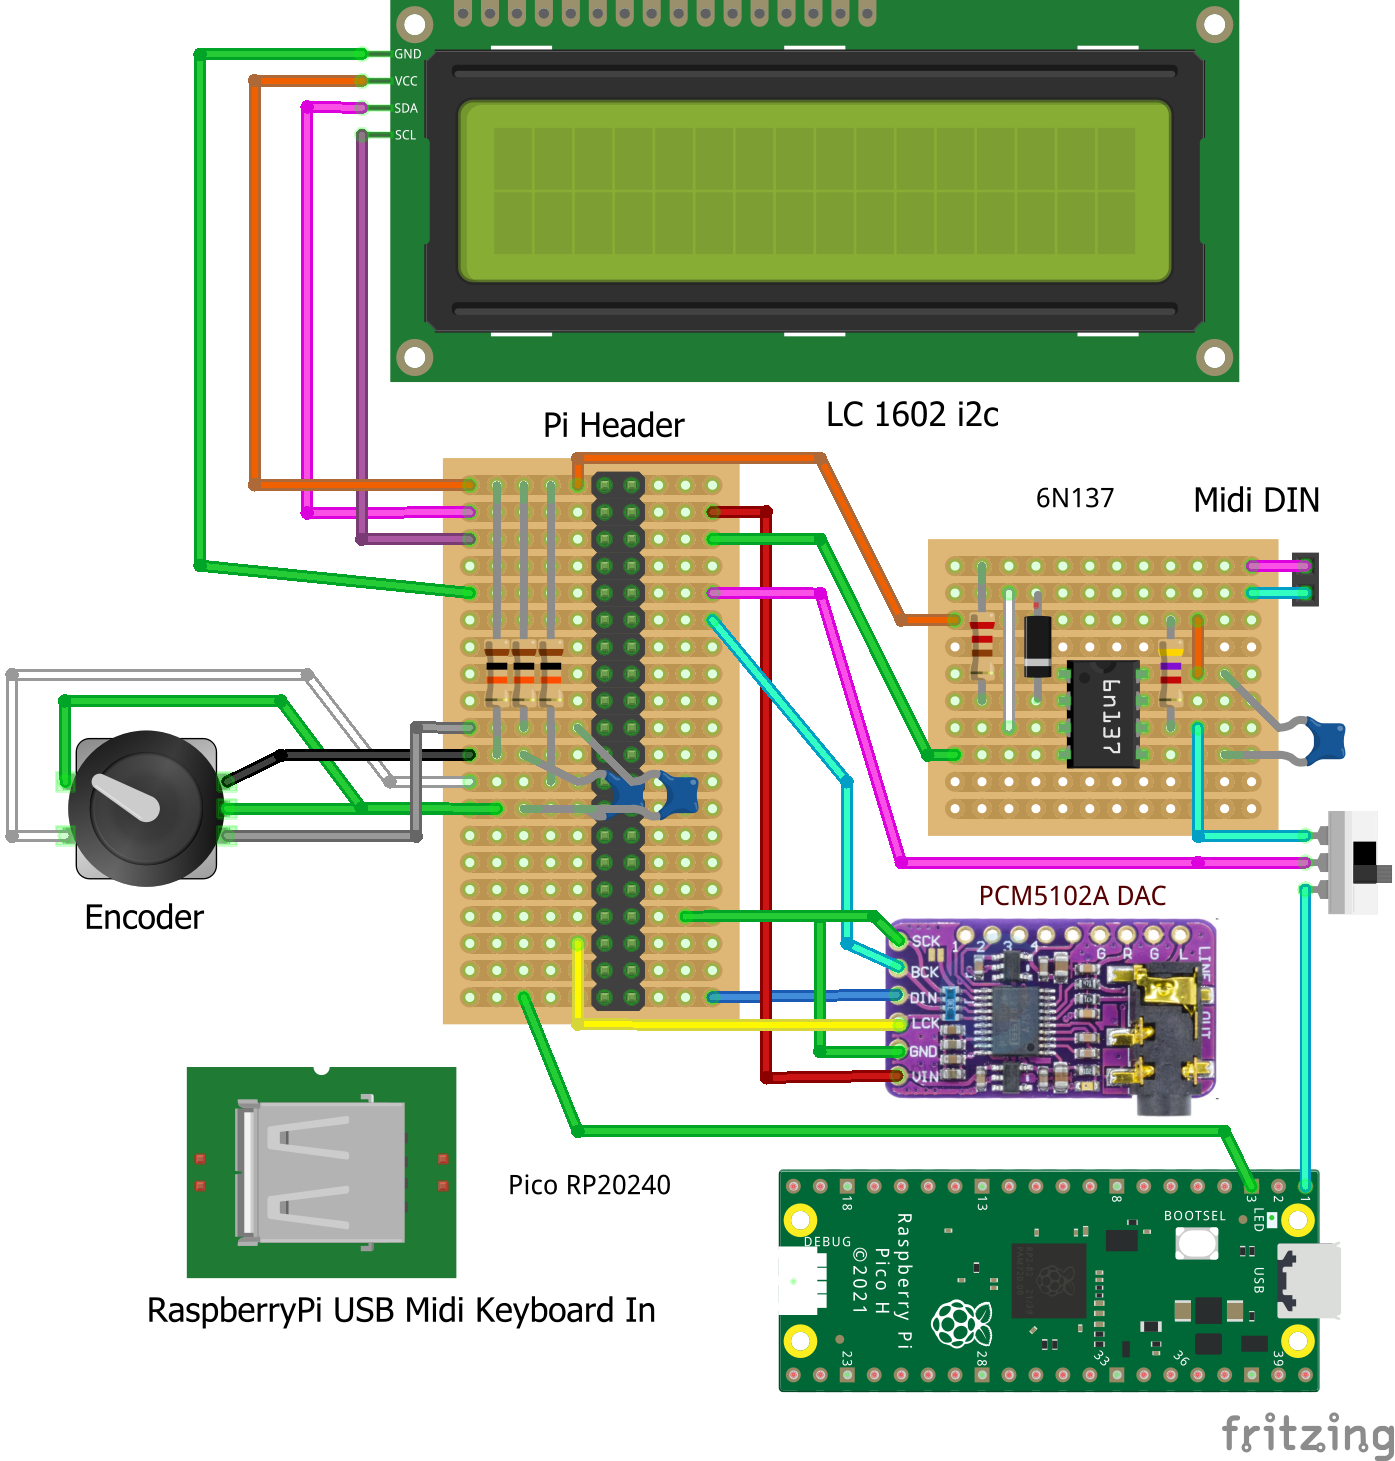 GND
VCC
SDA
SCL
LC 1602 i2c
Pi Header
6N137
Midi DIN
6n137
Encoder
PCM5102A DAC
SCK
BCK
DIN
LCK
GND
VIN
1 2 3 4
G R G L
LINE OUT
Pico RP20240
RaspberryPi USB Midi Keyboard In
18
13
8
3
2
1
DEBUG
BOOTSEL
LED
USB
Raspberry Pi
Pico H
©2021
23
28
33
36
39
fritzing